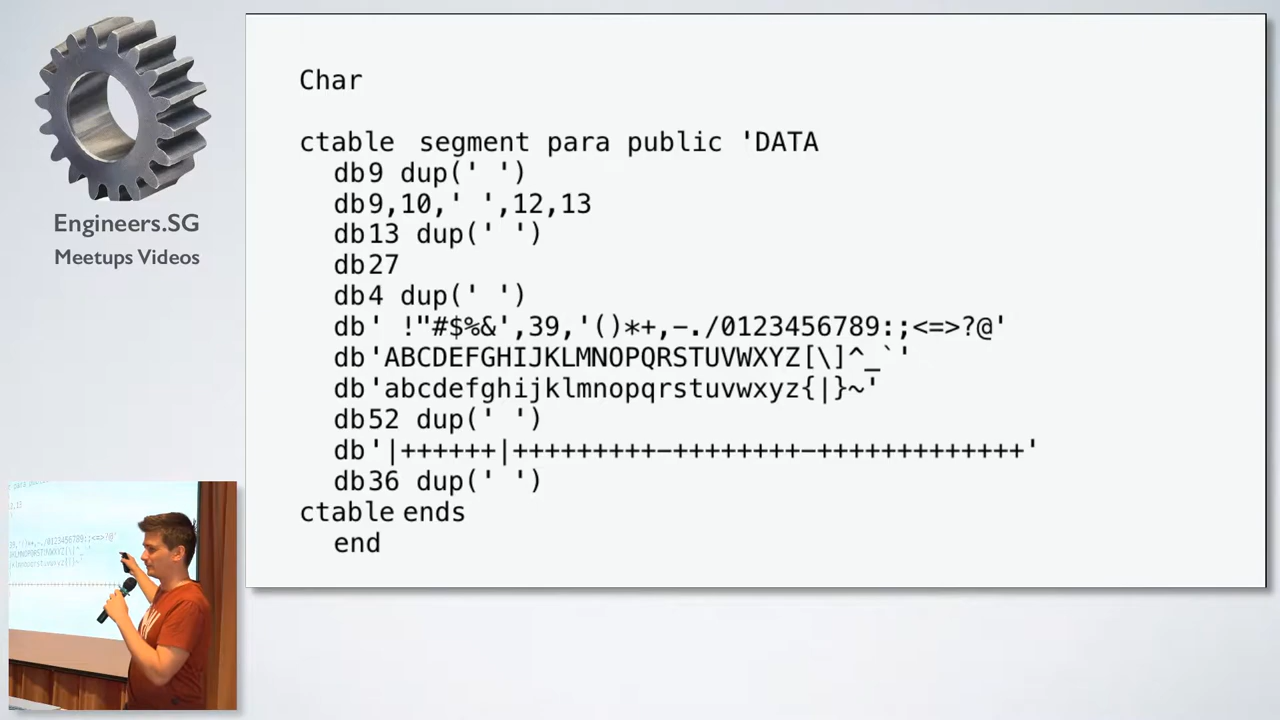 Engineers.SG
Meetups Videos
Char
ctable segment para public 'DATA
db9 dup(' ')
db9,10,' ',12,13
db13 dup(' ')
db27
db4 dup(' ')
db' !"#$%&',39,'()*+,-./0123456789:;<=>?@'
db'ABCDEFGHIJKLMNOPQRSTUVWXYZ[\]^_`'
db'abcdefghijklmnopqrstuvwxyz{|}~'
db52 dup(' ')
db'|++++++|+++++++++-++++++++-+++++++++++++'
db36 dup(' ')
ctable ends
end